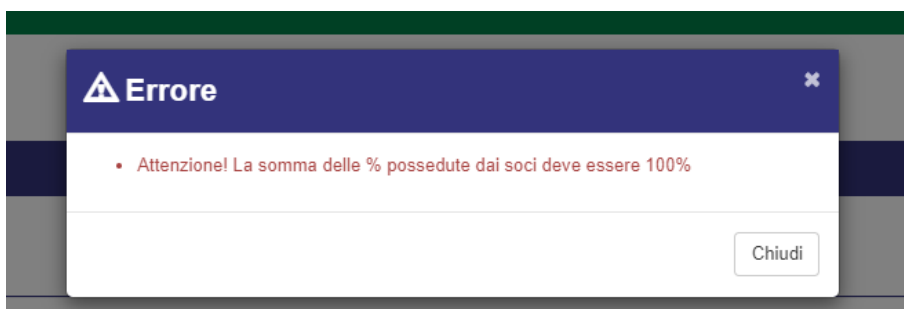 Errore
Attenzione! La somma delle % possedute dai soci deve essere 100%
Chiudi